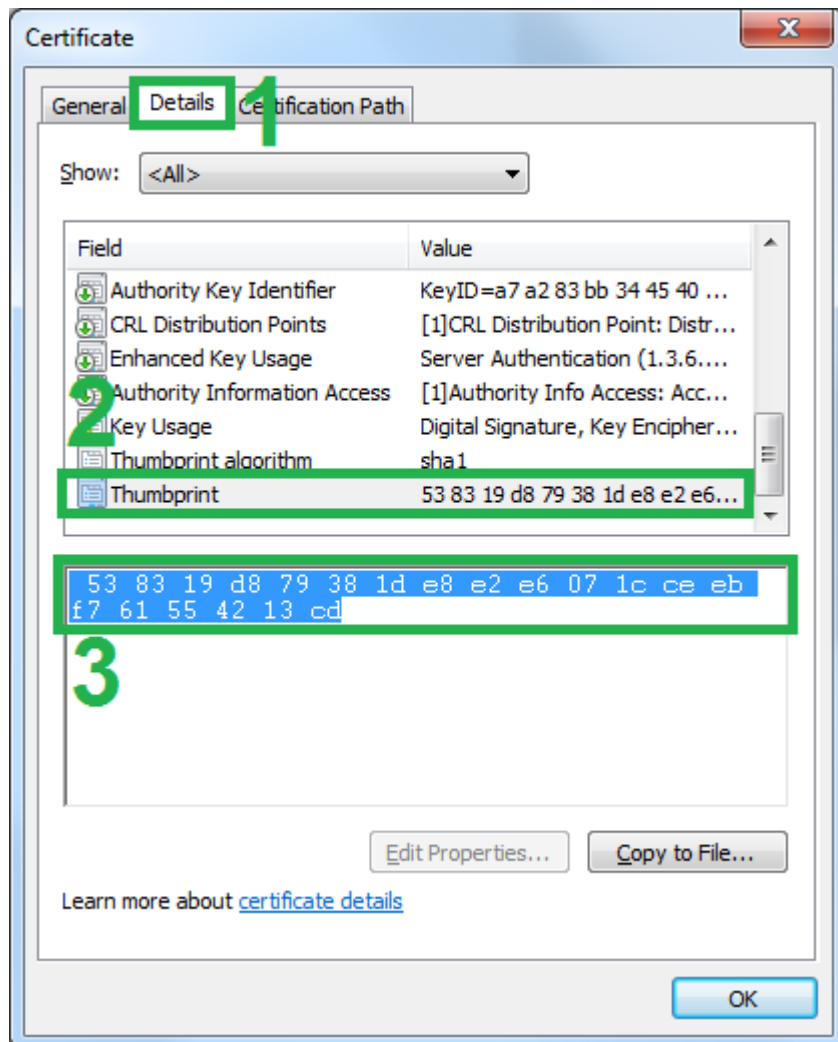 Certificate
General Details Certification Path
1
Show: <All>
Field Value
Authority Key Identifier KeyID=a7 a2 83 bb 34 45 40 ...
CRL Distribution Points [1]CRL Distribution Point: Distr...
Enhanced Key Usage Server Authentication (1.3.6....
Authority Information Access [1]Authority Info Access: Acc...
2
Key Usage Digital Signature, Key Encipher...
Thumbprint algorithm sha1
Thumbprint 53 83 19 d8 79 38 1d e8 e2 e6...
53 83 19 d8 79 38 1d e8 e2 e6 07 1c ce eb
f7 61 55 42 13 cd
3
Edit Properties... Copy to File...
Learn more about certificate details
OK